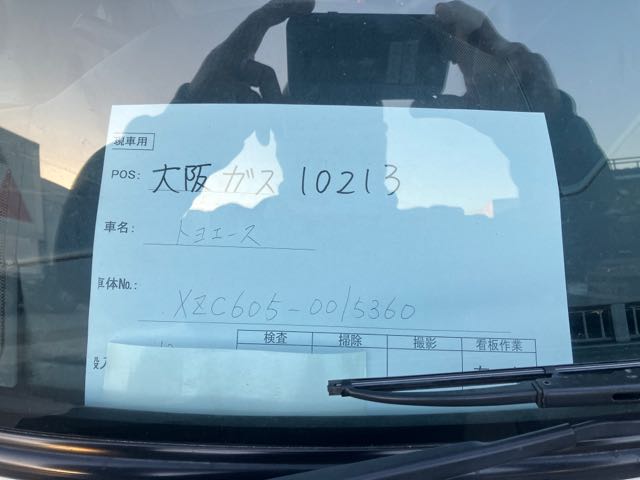 現車用
POS: 大阪ガス 10213
車名: トヨエース
車体No.: XZC605-0015360
検査 掃除 撮影 看板作業